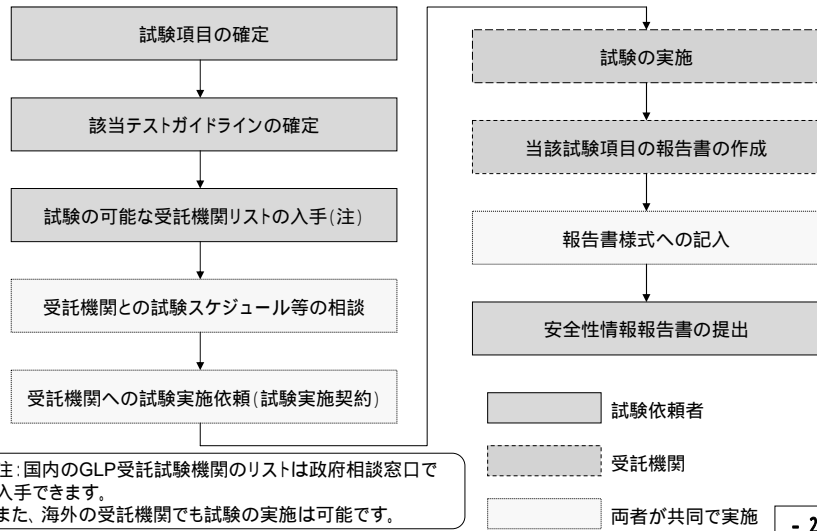 試験項目の確定
該当テストガイドラインの確定
試験の可能な受託機関リストの入手(注)
受託機関との試験スケジュール等の相談
受託機関への試験実施依頼(試験実施契約)
注:国内のGLP受託試験機関のリストは政府相談窓口で
入手できます。
また、海外の受託機関でも試験の実施は可能です。
試験の実施
当該試験項目の報告書の作成
報告書様式への記入
安全性情報報告書の提出
試験依頼者
受託機関
両者が共同で実施
- 2